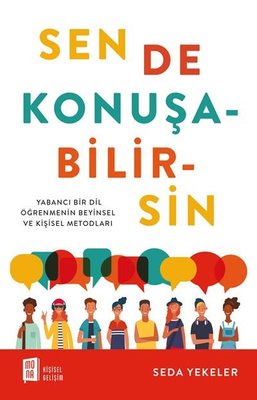 SEN
DE
KONUŞA-
BİLİR-
SİN
YABANCI BİR DİL
ÖĞRENMENİN BEYİNSEL
VE KİŞİSEL METODLARI
MONA
KİŞİSEL
GELİŞİM
SEDA YEKELER